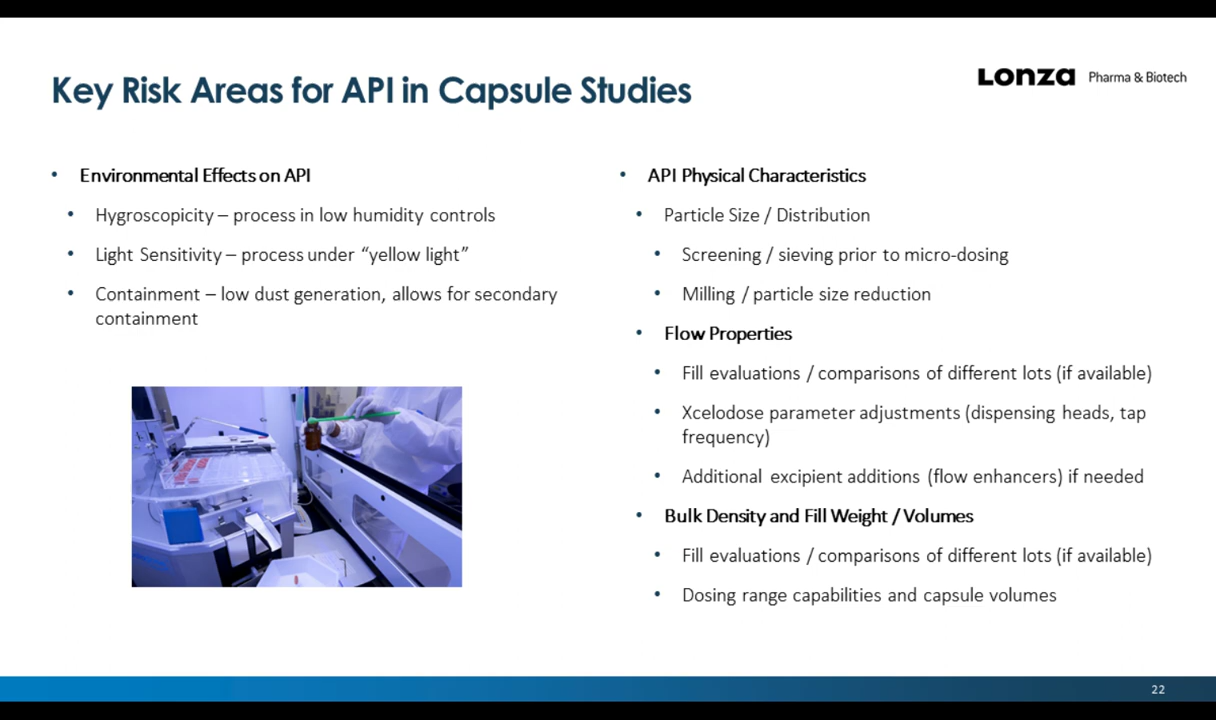 Key Risk Areas for API in Capsule Studies
Lonza Pharma & Biotech
• Environmental Effects on API
• Hygroscopicity – process in low humidity controls
• Light Sensitivity – process under “yellow light”
• Containment – low dust generation, allows for secondary
containment
• API Physical Characteristics
• Particle Size / Distribution
• Screening / sieving prior to micro-dosing
• Milling / particle size reduction
• Flow Properties
• Fill evaluations / comparisons of different lots (if available)
• Xcelodose parameter adjustments (dispensing heads, tap
frequency)
• Additional excipient additions (flow enhancers) if needed
• Bulk Density and Fill Weight / Volumes
• Fill evaluations / comparisons of different lots (if available)
• Dosing range capabilities and capsule volumes
22